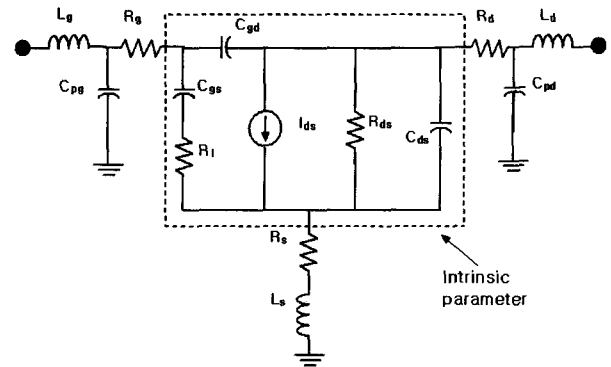 Lg
Rg
Cgd
Rd
Ld
Cpg
Cgs
Ids
Rds
Cds
Cpd
RI
Rs
Ls
Intrinsic
parameter